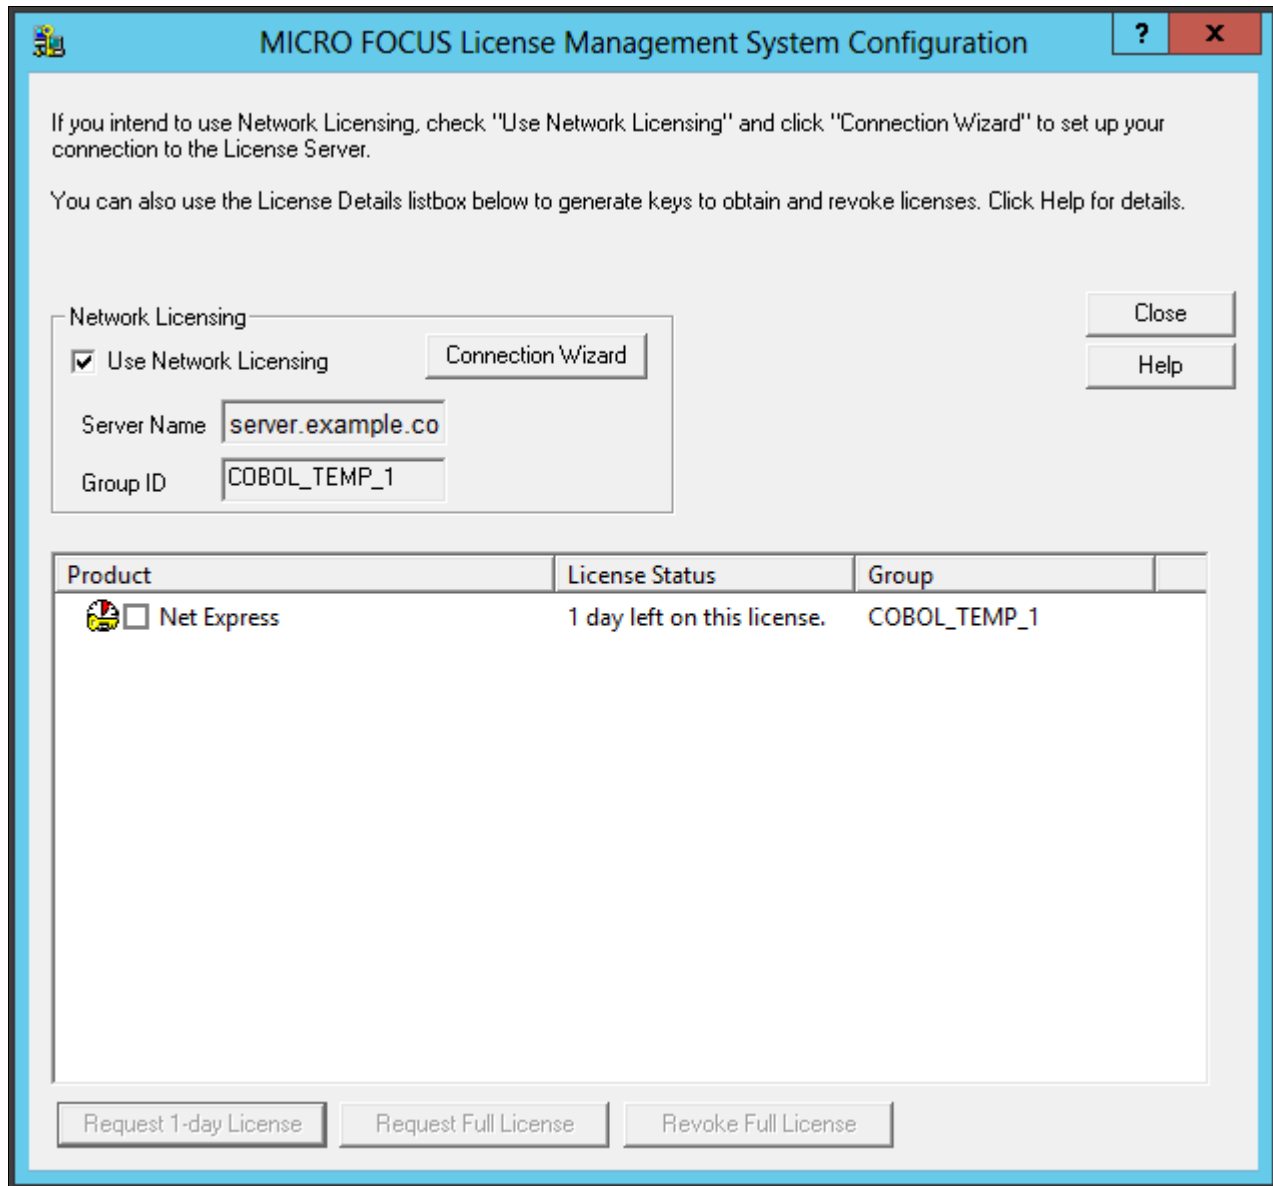 MICRO FOCUS License Management System Configuration
?
x
If you intend to use Network Licensing, check "Use Network Licensing" and click "Connection Wizard" to set up your
connection to the License Server.
You can also use the License Details listbox below to generate keys to obtain and revoke licenses. Click Help for details.
Close
Help
Network Licensing
Use Network Licensing
Connection Wizard
Server Name
server.example.co
Group ID
COBOL_TEMP_1
Product License Status Group
Net Express 1 day left on this license. COBOL_TEMP_1
Request 1-day License
Request Full License
Revoke Full License